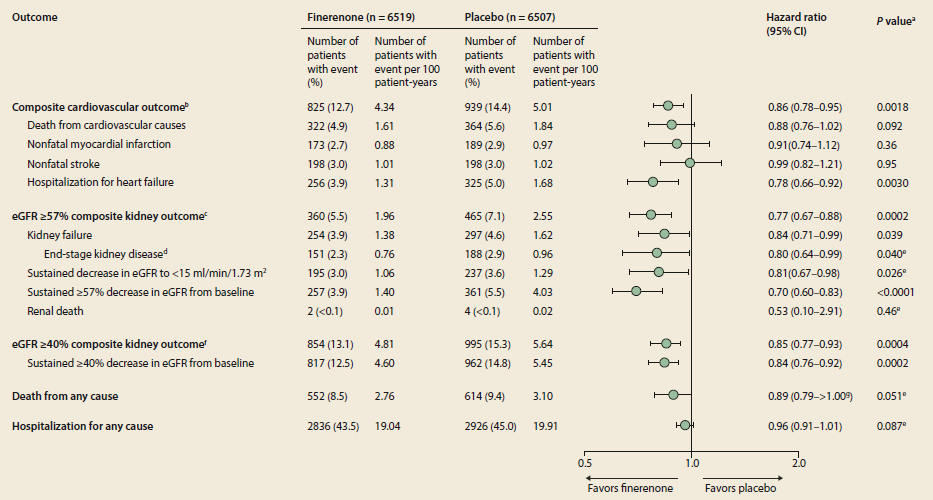 Outcome Finerenone (n = 6519) Placebo (n = 6507) Hazard ratio (95% CI) P valueᵃ
Number of patients with event (%) Number of patients with event per 100 patient-years Number of patients with event (%) Number of patients with event per 100 patient-years
Composite cardiovascular outcomeᵇ 825 (12.7) 4.34 939 (14.4) 5.01 0.86 (0.78–0.95) 0.0018
Death from cardiovascular causes 322 (4.9) 1.61 364 (5.6) 1.84 0.88 (0.76–1.02) 0.092
Nonfatal myocardial infarction 173 (2.7) 0.88 189 (2.9) 0.97 0.91(0.74–1.12) 0.36
Nonfatal stroke 198 (3.0) 1.01 198 (3.0) 1.02 0.99 (0.82–1.21) 0.95
Hospitalization for heart failure 256 (3.9) 1.31 325 (5.0) 1.68 0.78 (0.66–0.92) 0.0030
eGFR ≥57% composite kidney outcomeᶜ 360 (5.5) 1.96 465 (7.1) 2.55 0.77 (0.67–0.88) 0.0002
Kidney failure 254 (3.9) 1.38 297 (4.6) 1.62 0.84 (0.71–0.99) 0.039
End-stage kidney diseaseᵈ 151 (2.3) 0.76 188 (2.9) 0.96 0.80 (0.64–0.99) 0.040ᵉ
Sustained decrease in eGFR to <15 ml/min/1.73 m² 195 (3.0) 1.06 237 (3.6) 1.29 0.81(0.67–0.98) 0.026ᵉ
Sustained ≥57% decrease in eGFR from baseline 257 (3.9) 1.40 361 (5.5) 4.03 0.70 (0.60–0.83) <0.0001
Renal death 2 (<0.1) 0.01 4 (<0.1) 0.02 0.53 (0.10–2.91) 0.46ᵉ
eGFR ≥40% composite kidney outcomeᶠ 854 (13.1) 4.81 995 (15.3) 5.64 0.85 (0.77–0.93) 0.0004
Sustained ≥40% decrease in eGFR from baseline 817 (12.5) 4.60 962 (14.8) 5.45 0.84 (0.76–0.92) 0.0002
Death from any cause 552 (8.5) 2.76 614 (9.4) 3.10 0.89 (0.79–>1.00ᵍ) 0.051ᵉ
Hospitalization for any cause 2836 (43.5) 19.04 2926 (45.0) 19.91 0.96 (0.91–1.01) 0.087ᵉ
0.5 1.0 2.0
Favors finerenone Favors placebo